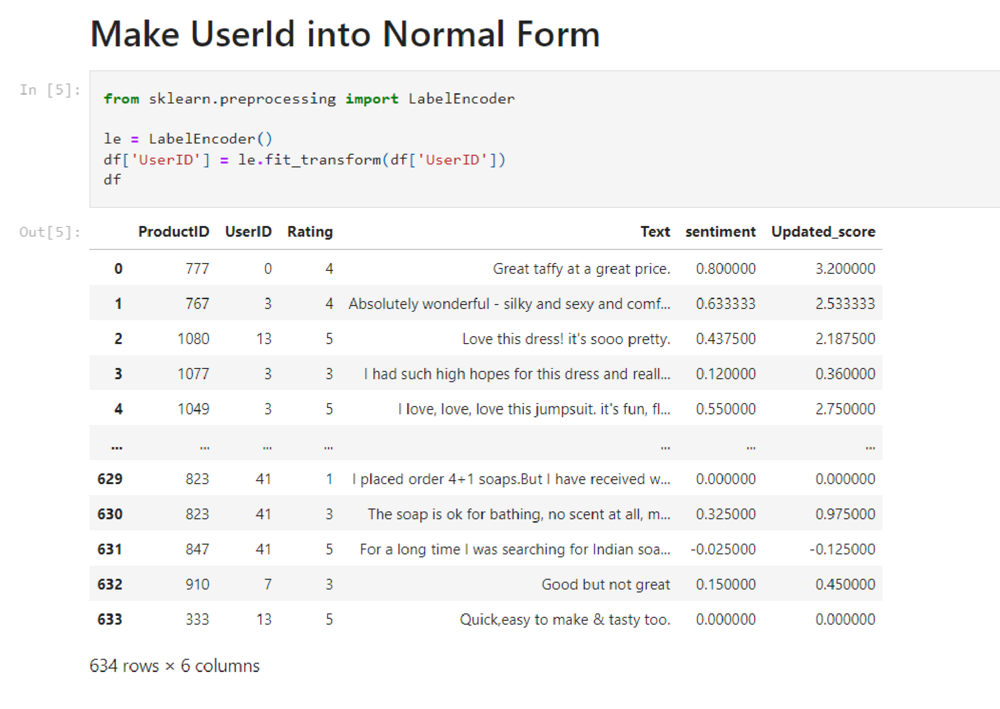 Make UserId into Normal Form
In [5]:
from sklearn.preprocessing import LabelEncoder
le = LabelEncoder()
df['UserID'] = le.fit_transform(df['UserID'])
df
Out[5]:
ProductID UserID Rating Text sentiment Updated_score
0 777 0 4 Great taffy at a great price. 0.800000 3.200000
1 767 3 4 Absolutely wonderful - silky and sexy and comf... 0.633333 2.533333
2 1080 13 5 Love this dress! it's sooo pretty. 0.437500 2.187500
3 1077 3 3 I had such high hopes for this dress and reall... 0.120000 0.360000
4 1049 3 5 I love, love, love this jumpsuit. it's fun, fl... 0.550000 2.750000
... ... ... ... ... ... ...
629 823 41 1 I placed order 4+1 soaps.But I have received w... 0.000000 0.000000
630 823 41 3 The soap is ok for bathing, no scent at all, m... 0.325000 0.975000
631 847 41 5 For a long time I was searching for Indian soa... -0.025000 -0.125000
632 910 7 3 Good but not great 0.150000 0.450000
633 333 13 5 Quick,easy to make & tasty too. 0.000000 0.000000
634 rows × 6 columns